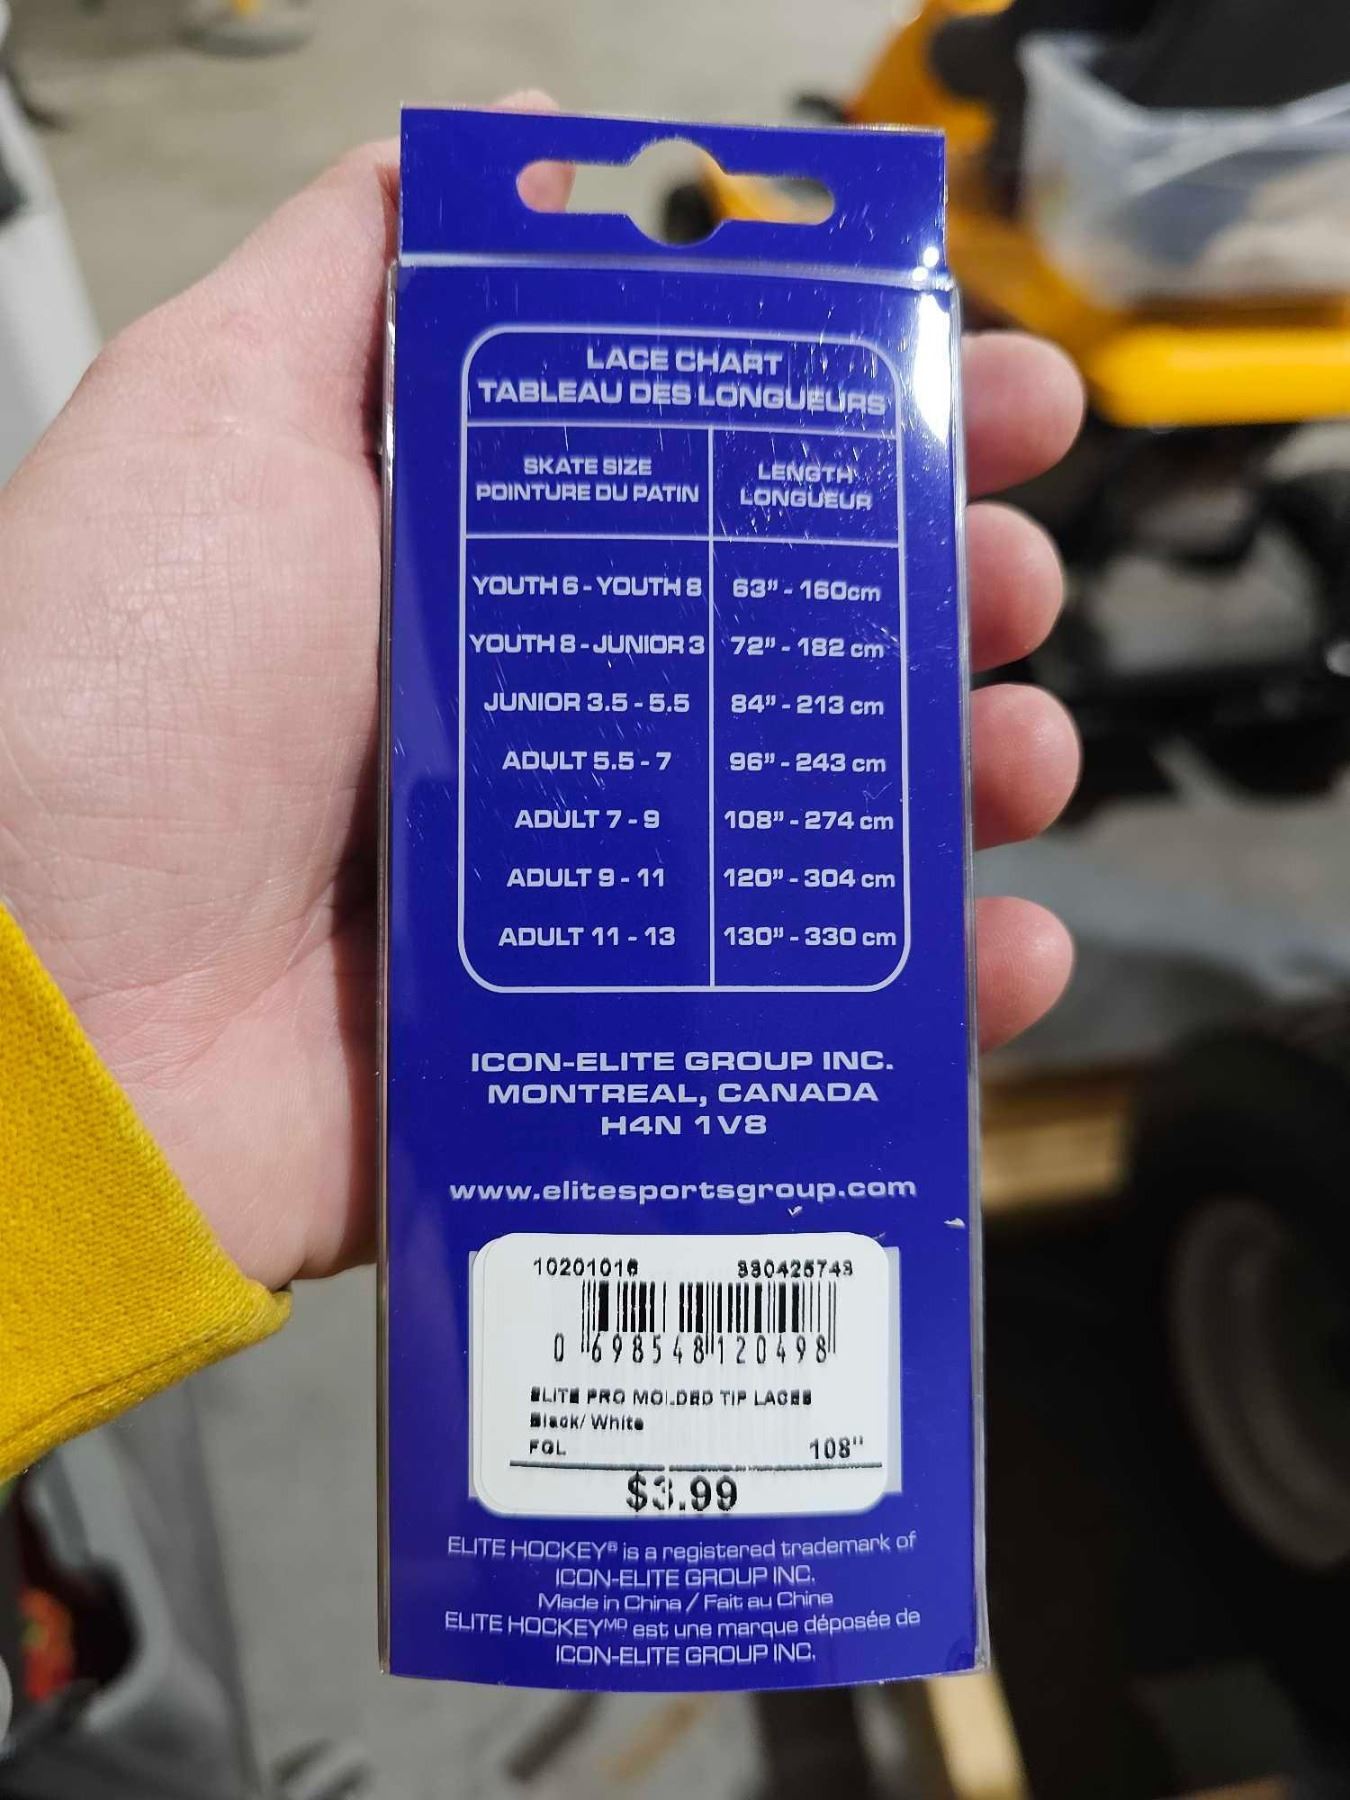 LACE CHART
TABLEAU DES LONGUEURS
SKATE SIZE
POINTURE DU PATIN
LENGTH
LONGUEUR
YOUTH 6 - YOUTH 8 63" - 160cm
YOUTH 8 - JUNIOR 3 72" - 182 cm
JUNIOR 3.5 - 5.5 84" - 213 cm
ADULT 5.5 - 7 96" - 243 cm
ADULT 7 - 9 108" - 274 cm
ADULT 9 - 11 120" - 304 cm
ADULT 11 - 13 130" - 330 cm
ICON-ELITE GROUP INC.
MONTREAL, CANADA
H4N 1V8
www.elitesportsgroup.com
10201016 330425743
0 698548 120498
ELITE PRO MOLDED TIP LACES
Black/ White
FGL 108"
$3.99
ELITE HOCKEY® is a registered trademark of
ICON-ELITE GROUP INC.
Made in China / Fait au Chine
ELITE HOCKEYMD est une marque déposée de
ICON-ELITE GROUP INC.